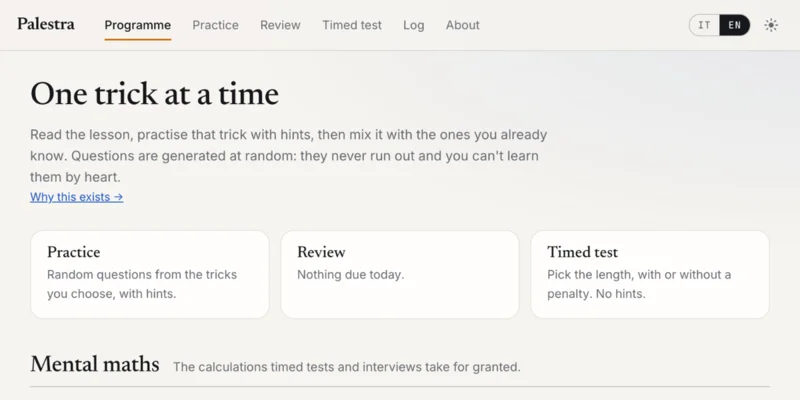 Palestra
Programme
Practice
Review
Timed test
Log
About
IT
EN
One trick at a time
Read the lesson, practise that trick with hints, then mix it with the ones you already
know. Questions are generated at random: they never run out and you can't learn
them by heart.
Why this exists →
Practice
Random questions from the tricks
you choose, with hints.
Review
Nothing due today.
Timed test
Pick the length, with or without a
penalty. No hints.
Mental maths
The calculations timed tests and interviews take for granted.